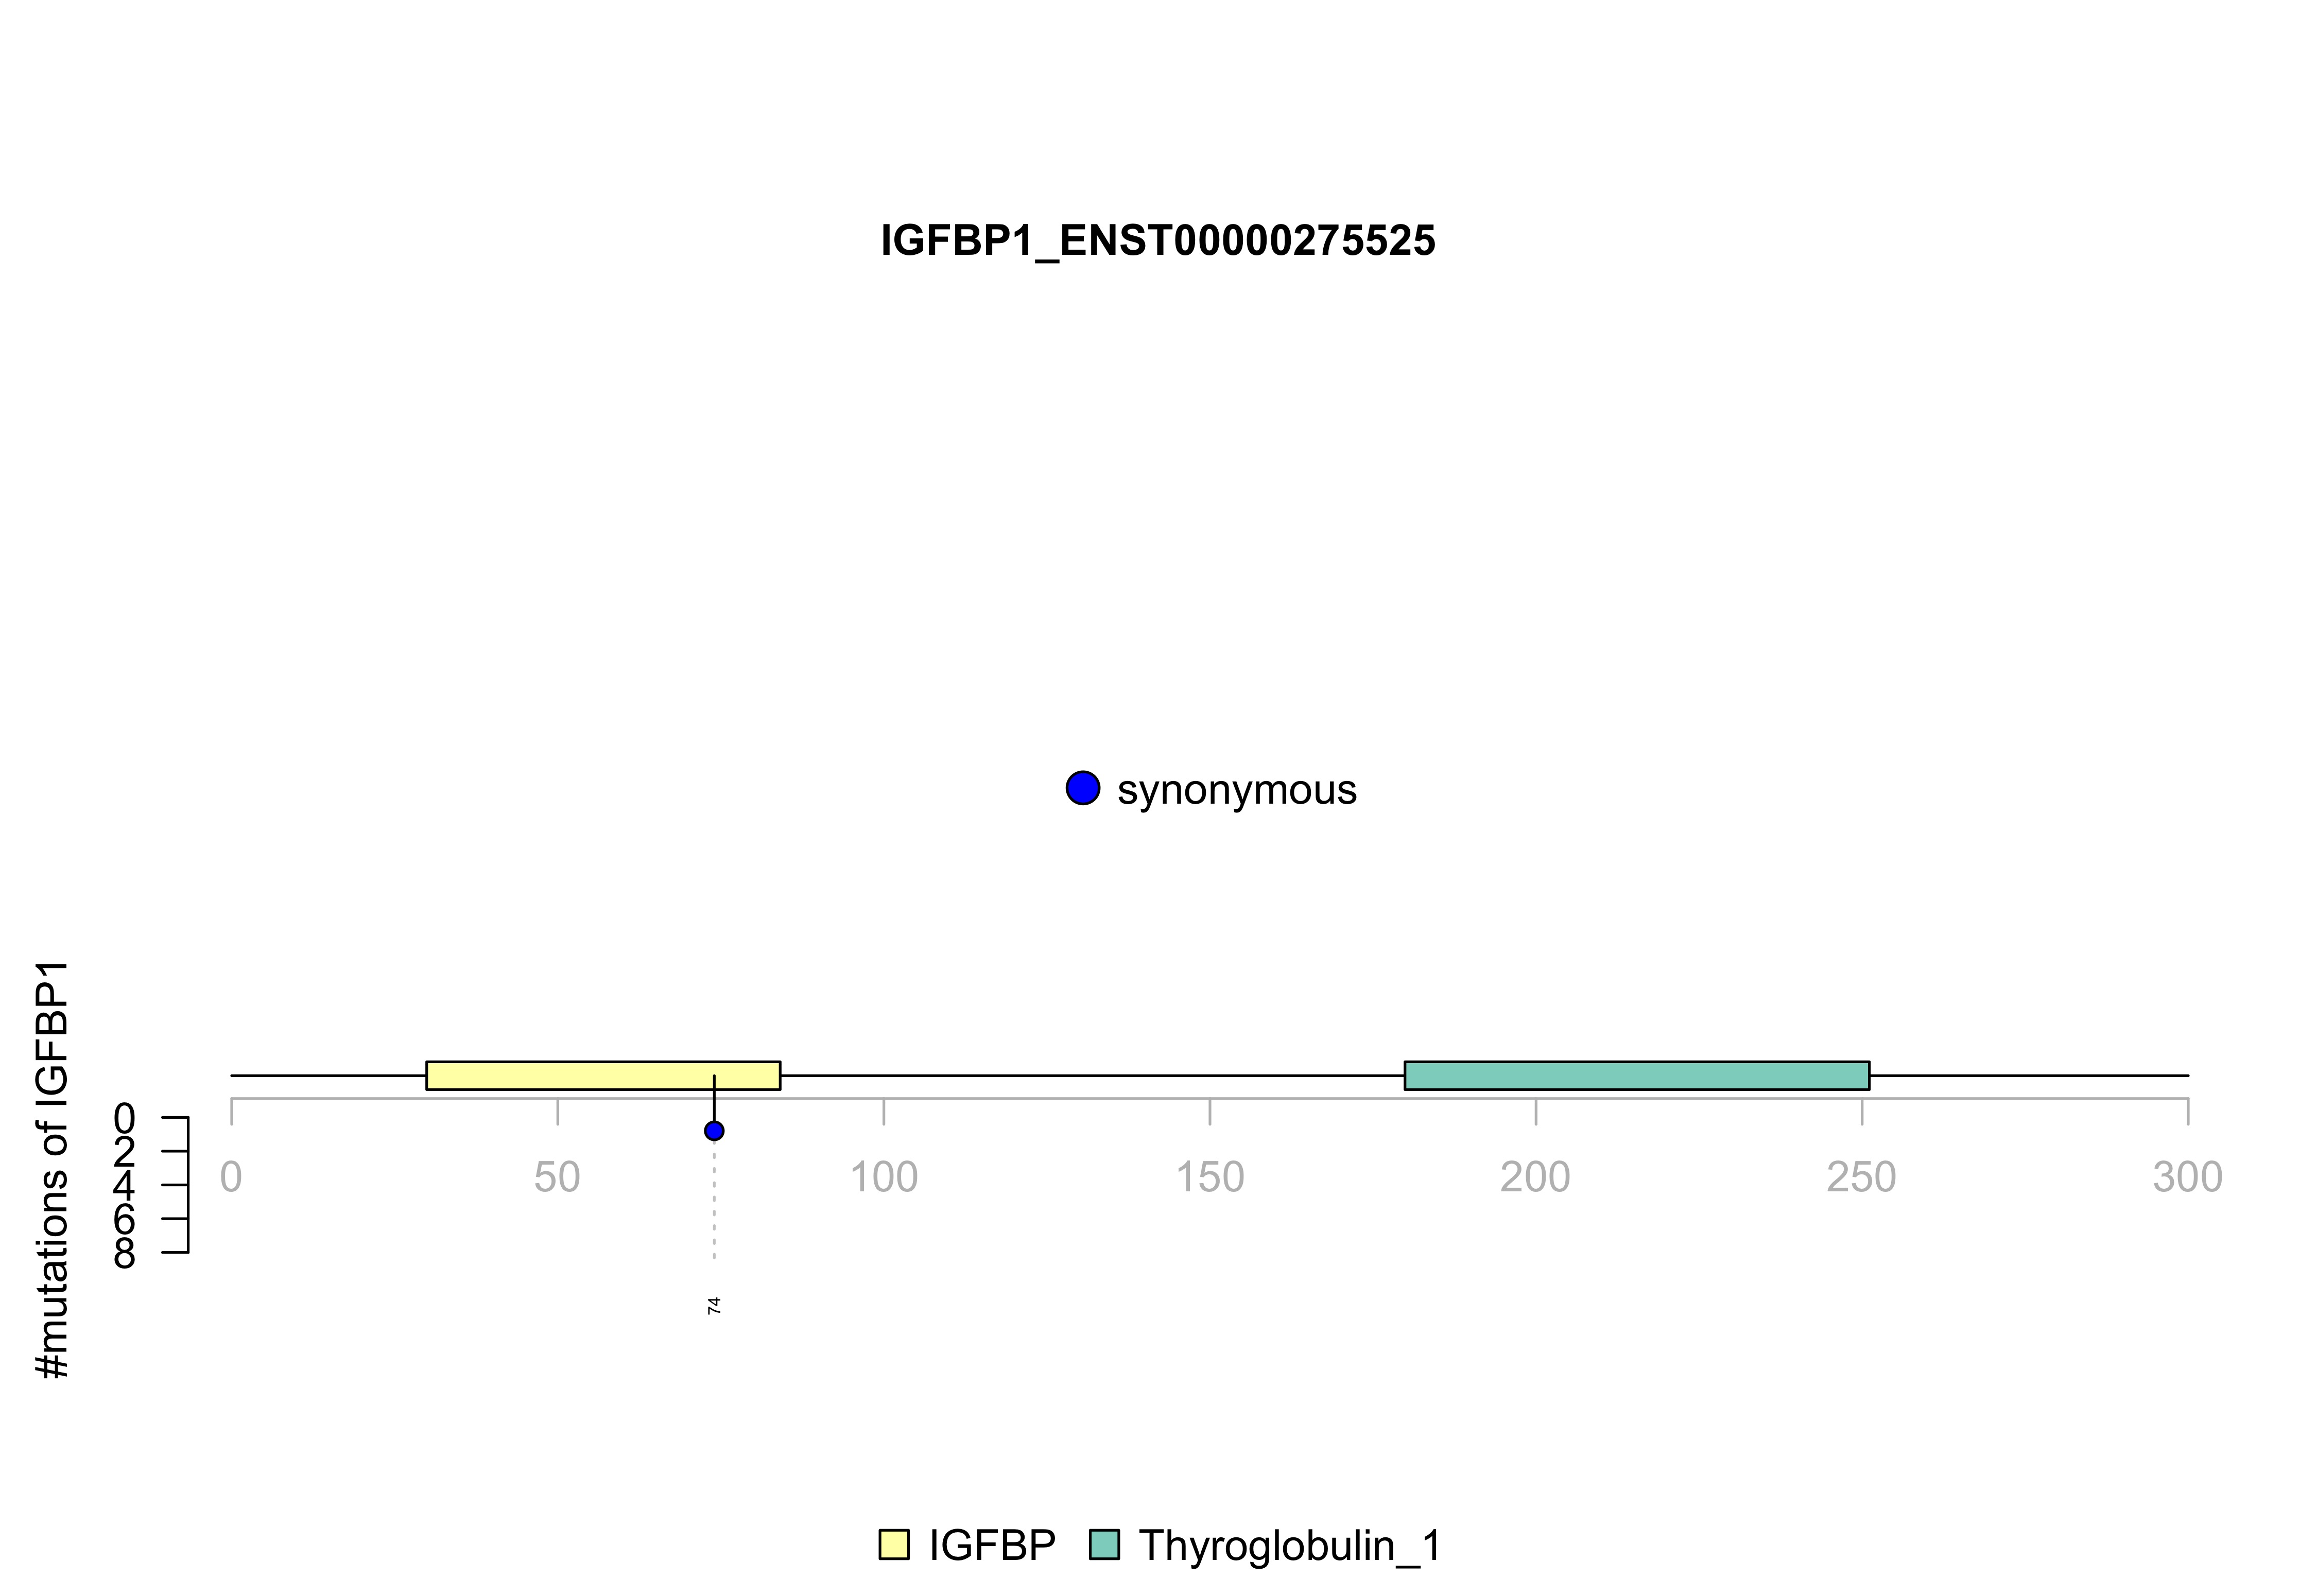 IGFBP1_ENST00000275525
synonymous
#mutations of IGFBP1
0
2
4
6
8
0 50 100 150 200 250 300
74
IGFBP Thyroglobulin_1